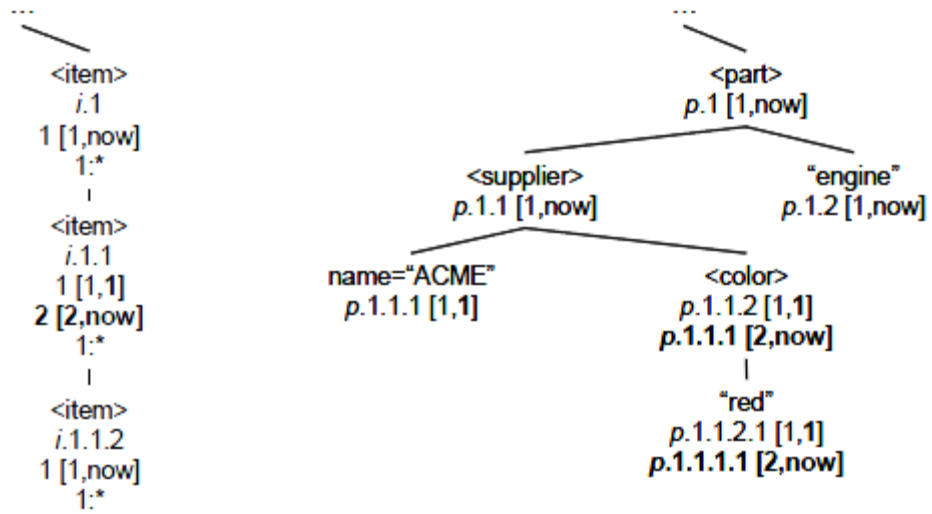 ...
<item>
i.1
1 [1,now]
1:*
<item>
i.1.1
1 [1,1]
2 [2,now]
1:*
<item>
i.1.1.2
1 [1,now]
1:*
...
<part>
p.1 [1,now]
<supplier>
p.1.1 [1,now]
“engine”
p.1.2 [1,now]
name=“ACME”
p.1.1.1 [1,1]
<color>
p.1.1.2 [1,1]
p.1.1.1 [2,now]
“red”
p.1.1.2.1 [1,1]
p.1.1.1.1 [2,now]